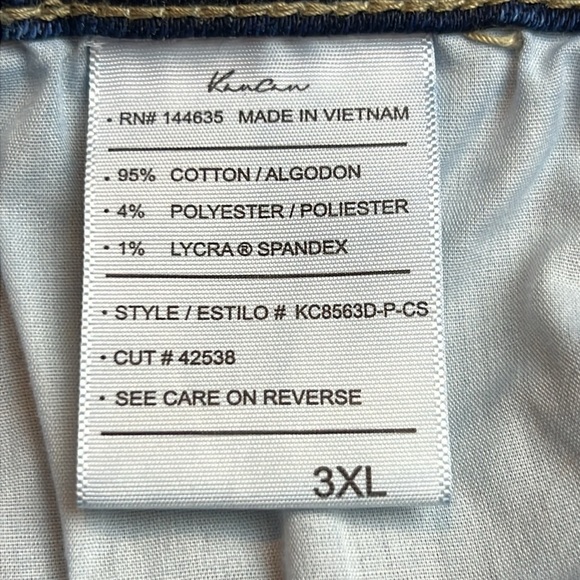 KanCan
• RN# 144635 MADE IN VIETNAM
• 95% COTTON / ALGODON
• 4% POLYESTER / POLIESTER
• 1% LYCRA ® SPANDEX
• STYLE / ESTILO # KC8563D-P-CS
• CUT # 42538
• SEE CARE ON REVERSE
3XL